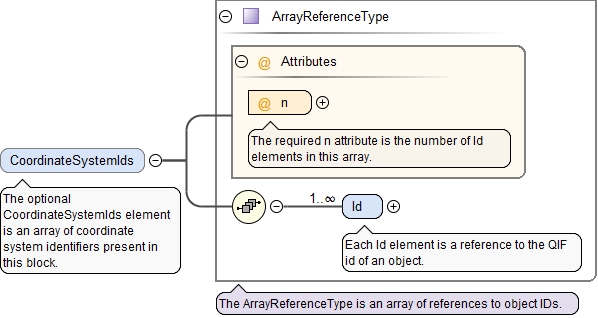 ArrayReferenceType
@ Attributes
@ n
The required n attribute is the number of Id
elements in this array.
CoordinateSystemIds
The optional
CoordinateSystemIds element
is an array of coordinate
system identifiers present in
this block.
1..∞
Id
Each Id element is a reference to the QIF
id of an object.
The ArrayReferenceType is an array of references to object IDs.